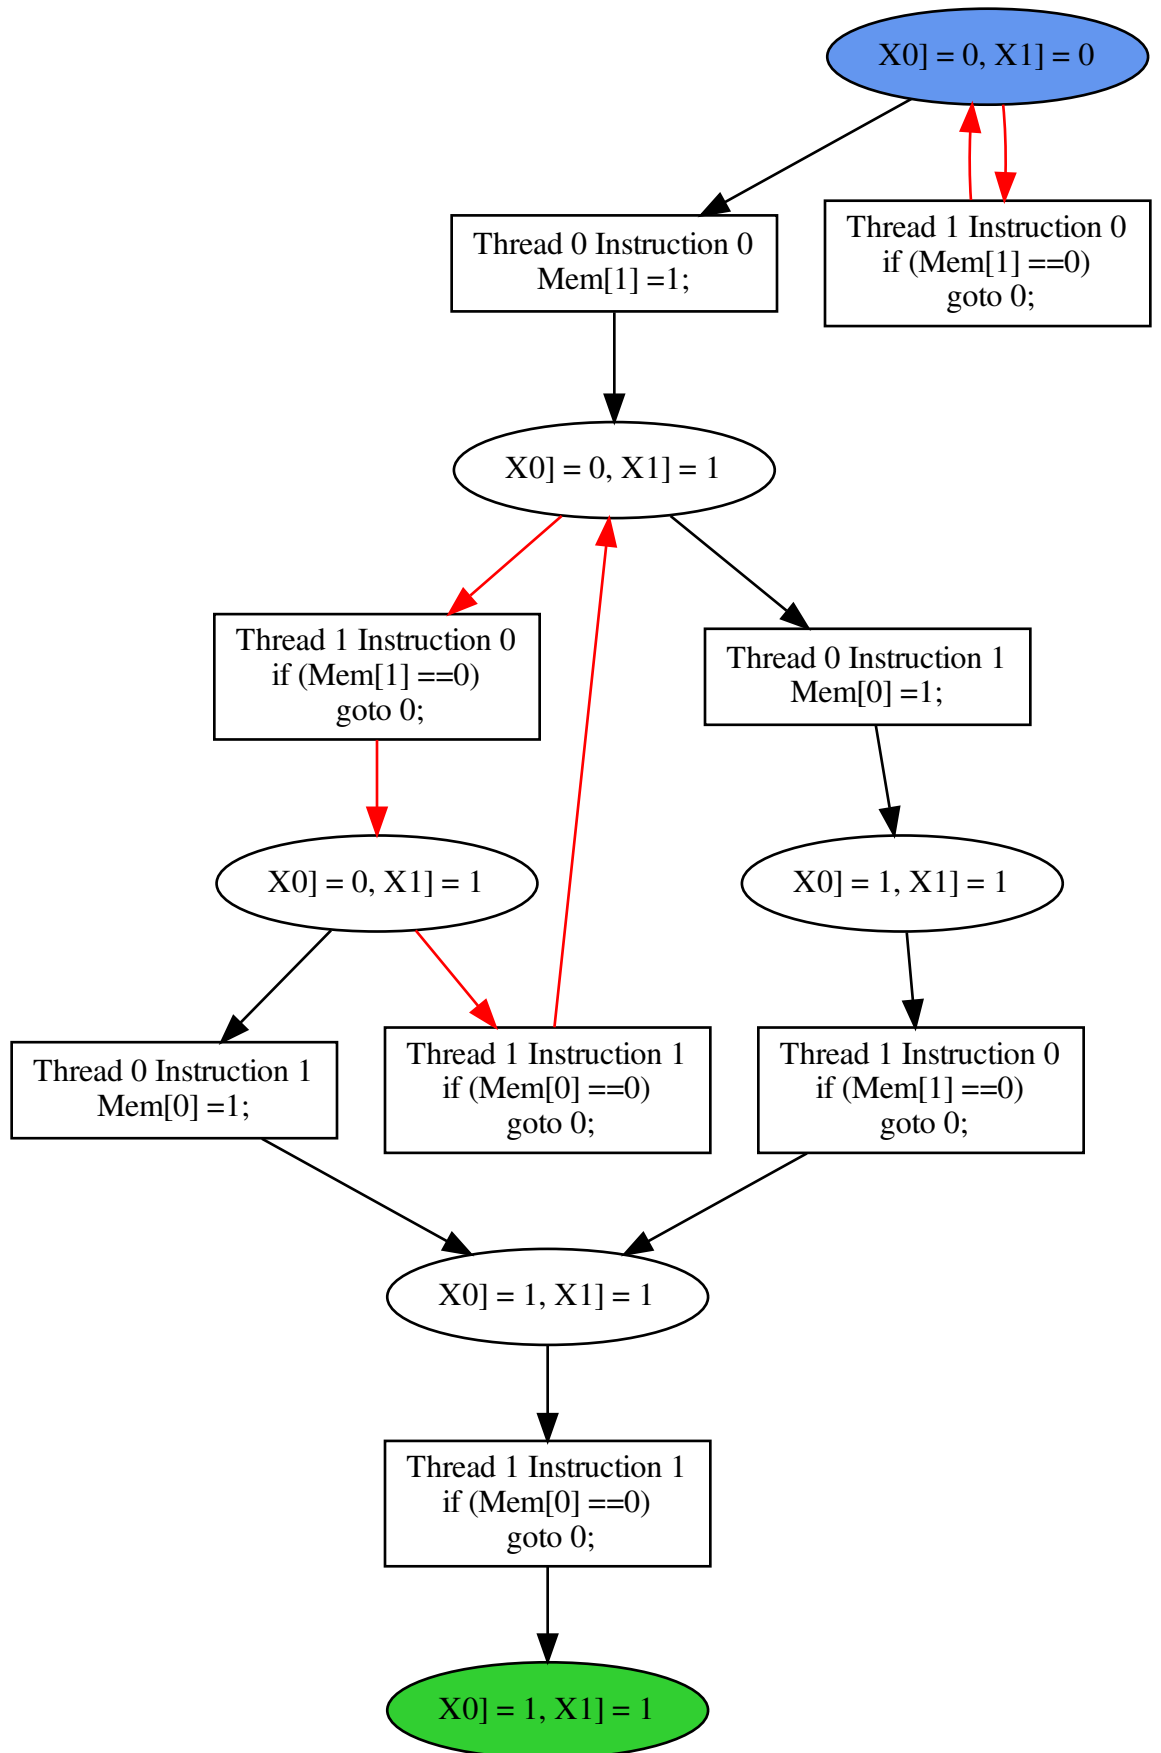 X0] = 0, X1] = 0
Thread 0 Instruction 0
Mem[1] =1;
Thread 1 Instruction 0
if (Mem[1] ==0)
goto 0;
X0] = 0, X1] = 1
Thread 1 Instruction 0
if (Mem[1] ==0)
goto 0;
Thread 0 Instruction 1
Mem[0] =1;
X0] = 0, X1] = 1
X0] = 1, X1] = 1
Thread 0 Instruction 1
Mem[0] =1;
Thread 1 Instruction 1
if (Mem[0] ==0)
goto 0;
Thread 1 Instruction 0
if (Mem[1] ==0)
goto 0;
X0] = 1, X1] = 1
Thread 1 Instruction 1
if (Mem[0] ==0)
goto 0;
X0] = 1, X1] = 1